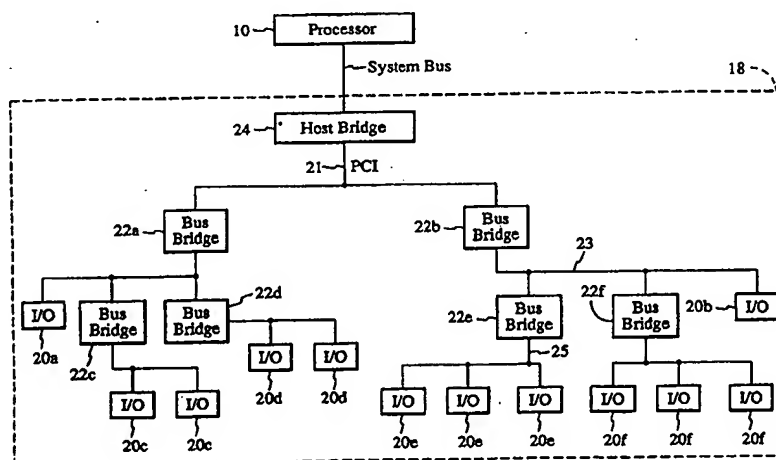 10 Processor
System Bus
18
24 Host Bridge
21 PCI
22a Bus Bridge
22b Bus Bridge
23
I/O
20a
Bus Bridge
22c
Bus Bridge
22d
22e Bus Bridge
25
22f Bus Bridge
20b I/O
I/O I/O
20d 20d
I/O I/O
20c 20c
I/O I/O I/O
20e 20e 20e
I/O I/O I/O
20f 20f 20f